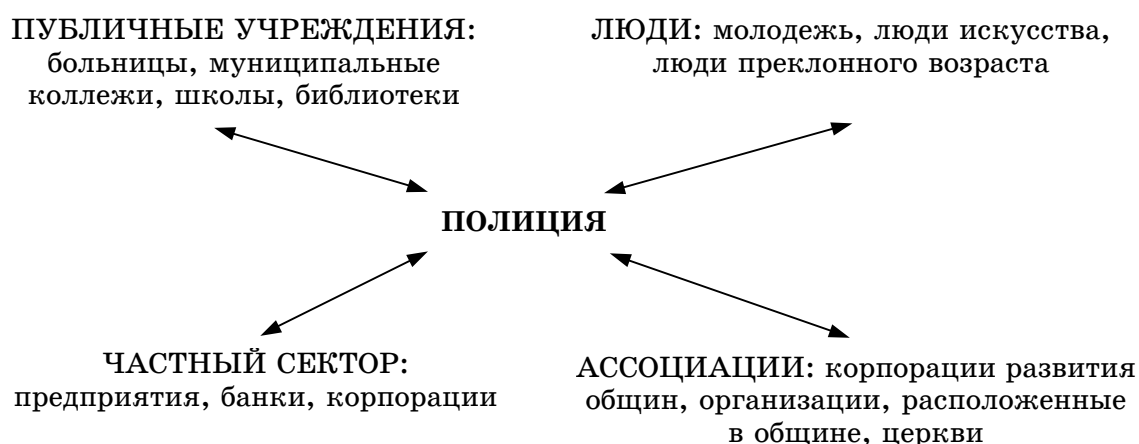 ПУБЛИЧНЫЕ УЧРЕЖДЕНИЯ:
больницы, муниципальные
коллежи, школы, библиотеки
ЛЮДИ: молодежь, люди искусства,
люди преклонного возраста
ПОЛИЦИЯ
ЧАСТНЫЙ СЕКТОР:
предприятия, банки, корпорации
АССОЦИАЦИИ: корпорации развития
общин, организации, расположенные
в общине, церкви